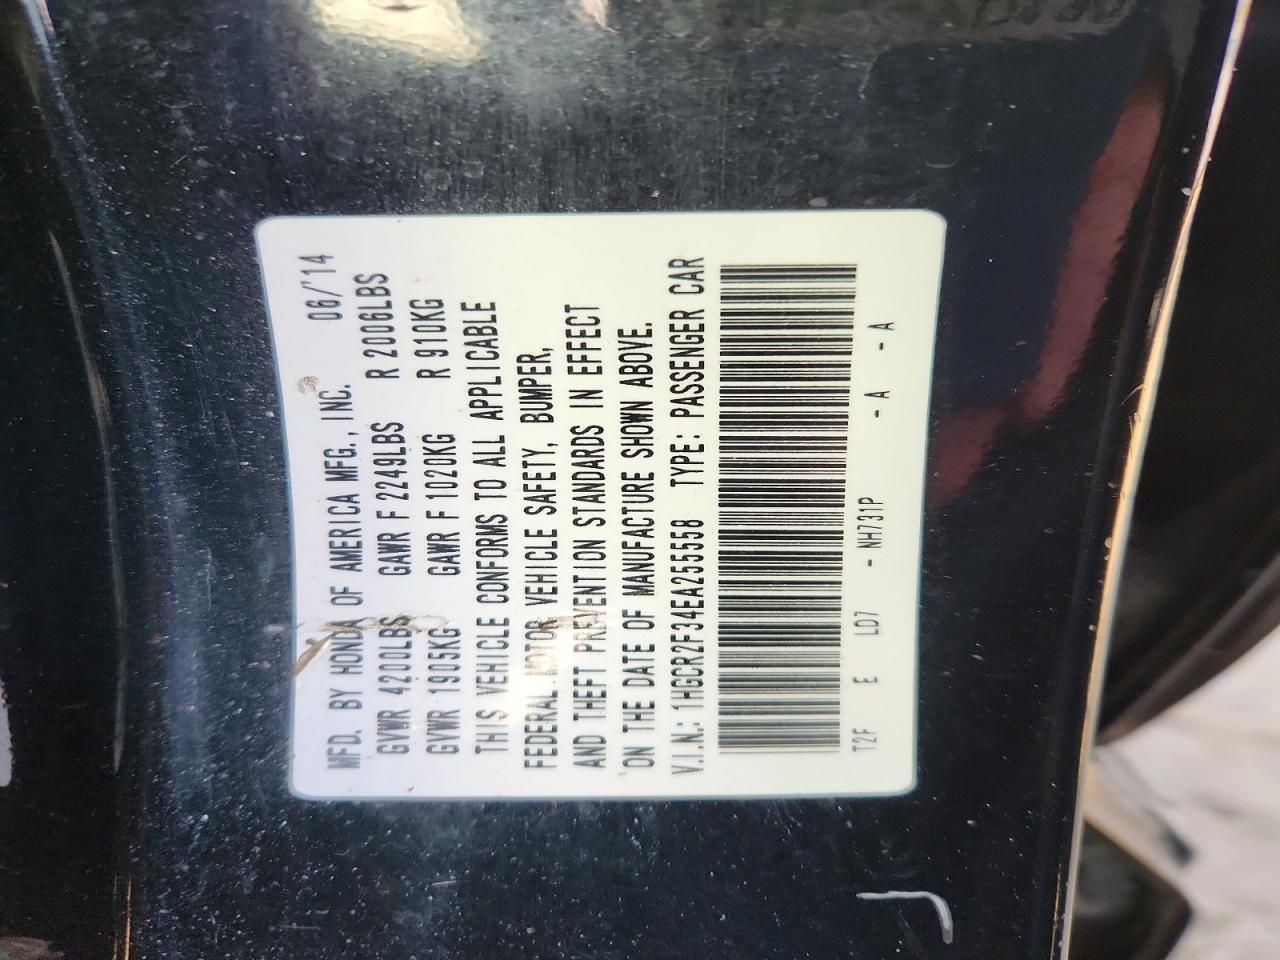 MFD. BY HONDA OF AMERICA MFG., INC. 06/'14
GVWR 4200LBS GAWR F 2249LBS R 2006LBS
GVWR 1905KG GAWR F 1020KG R 910KG
THIS VEHICLE CONFORMS TO ALL APPLICABLE
FEDERAL MOTOR VEHICLE SAFETY, BUMPER,
AND THEFT PREVENTION STANDARDS IN EFFECT
ON THE DATE OF MANUFACTURE SHOWN ABOVE.
V.I.N.: 1HGCR2F34EA255558 TYPE: PASSENGER CAR
T2F E LD7 - NH731P - A - A